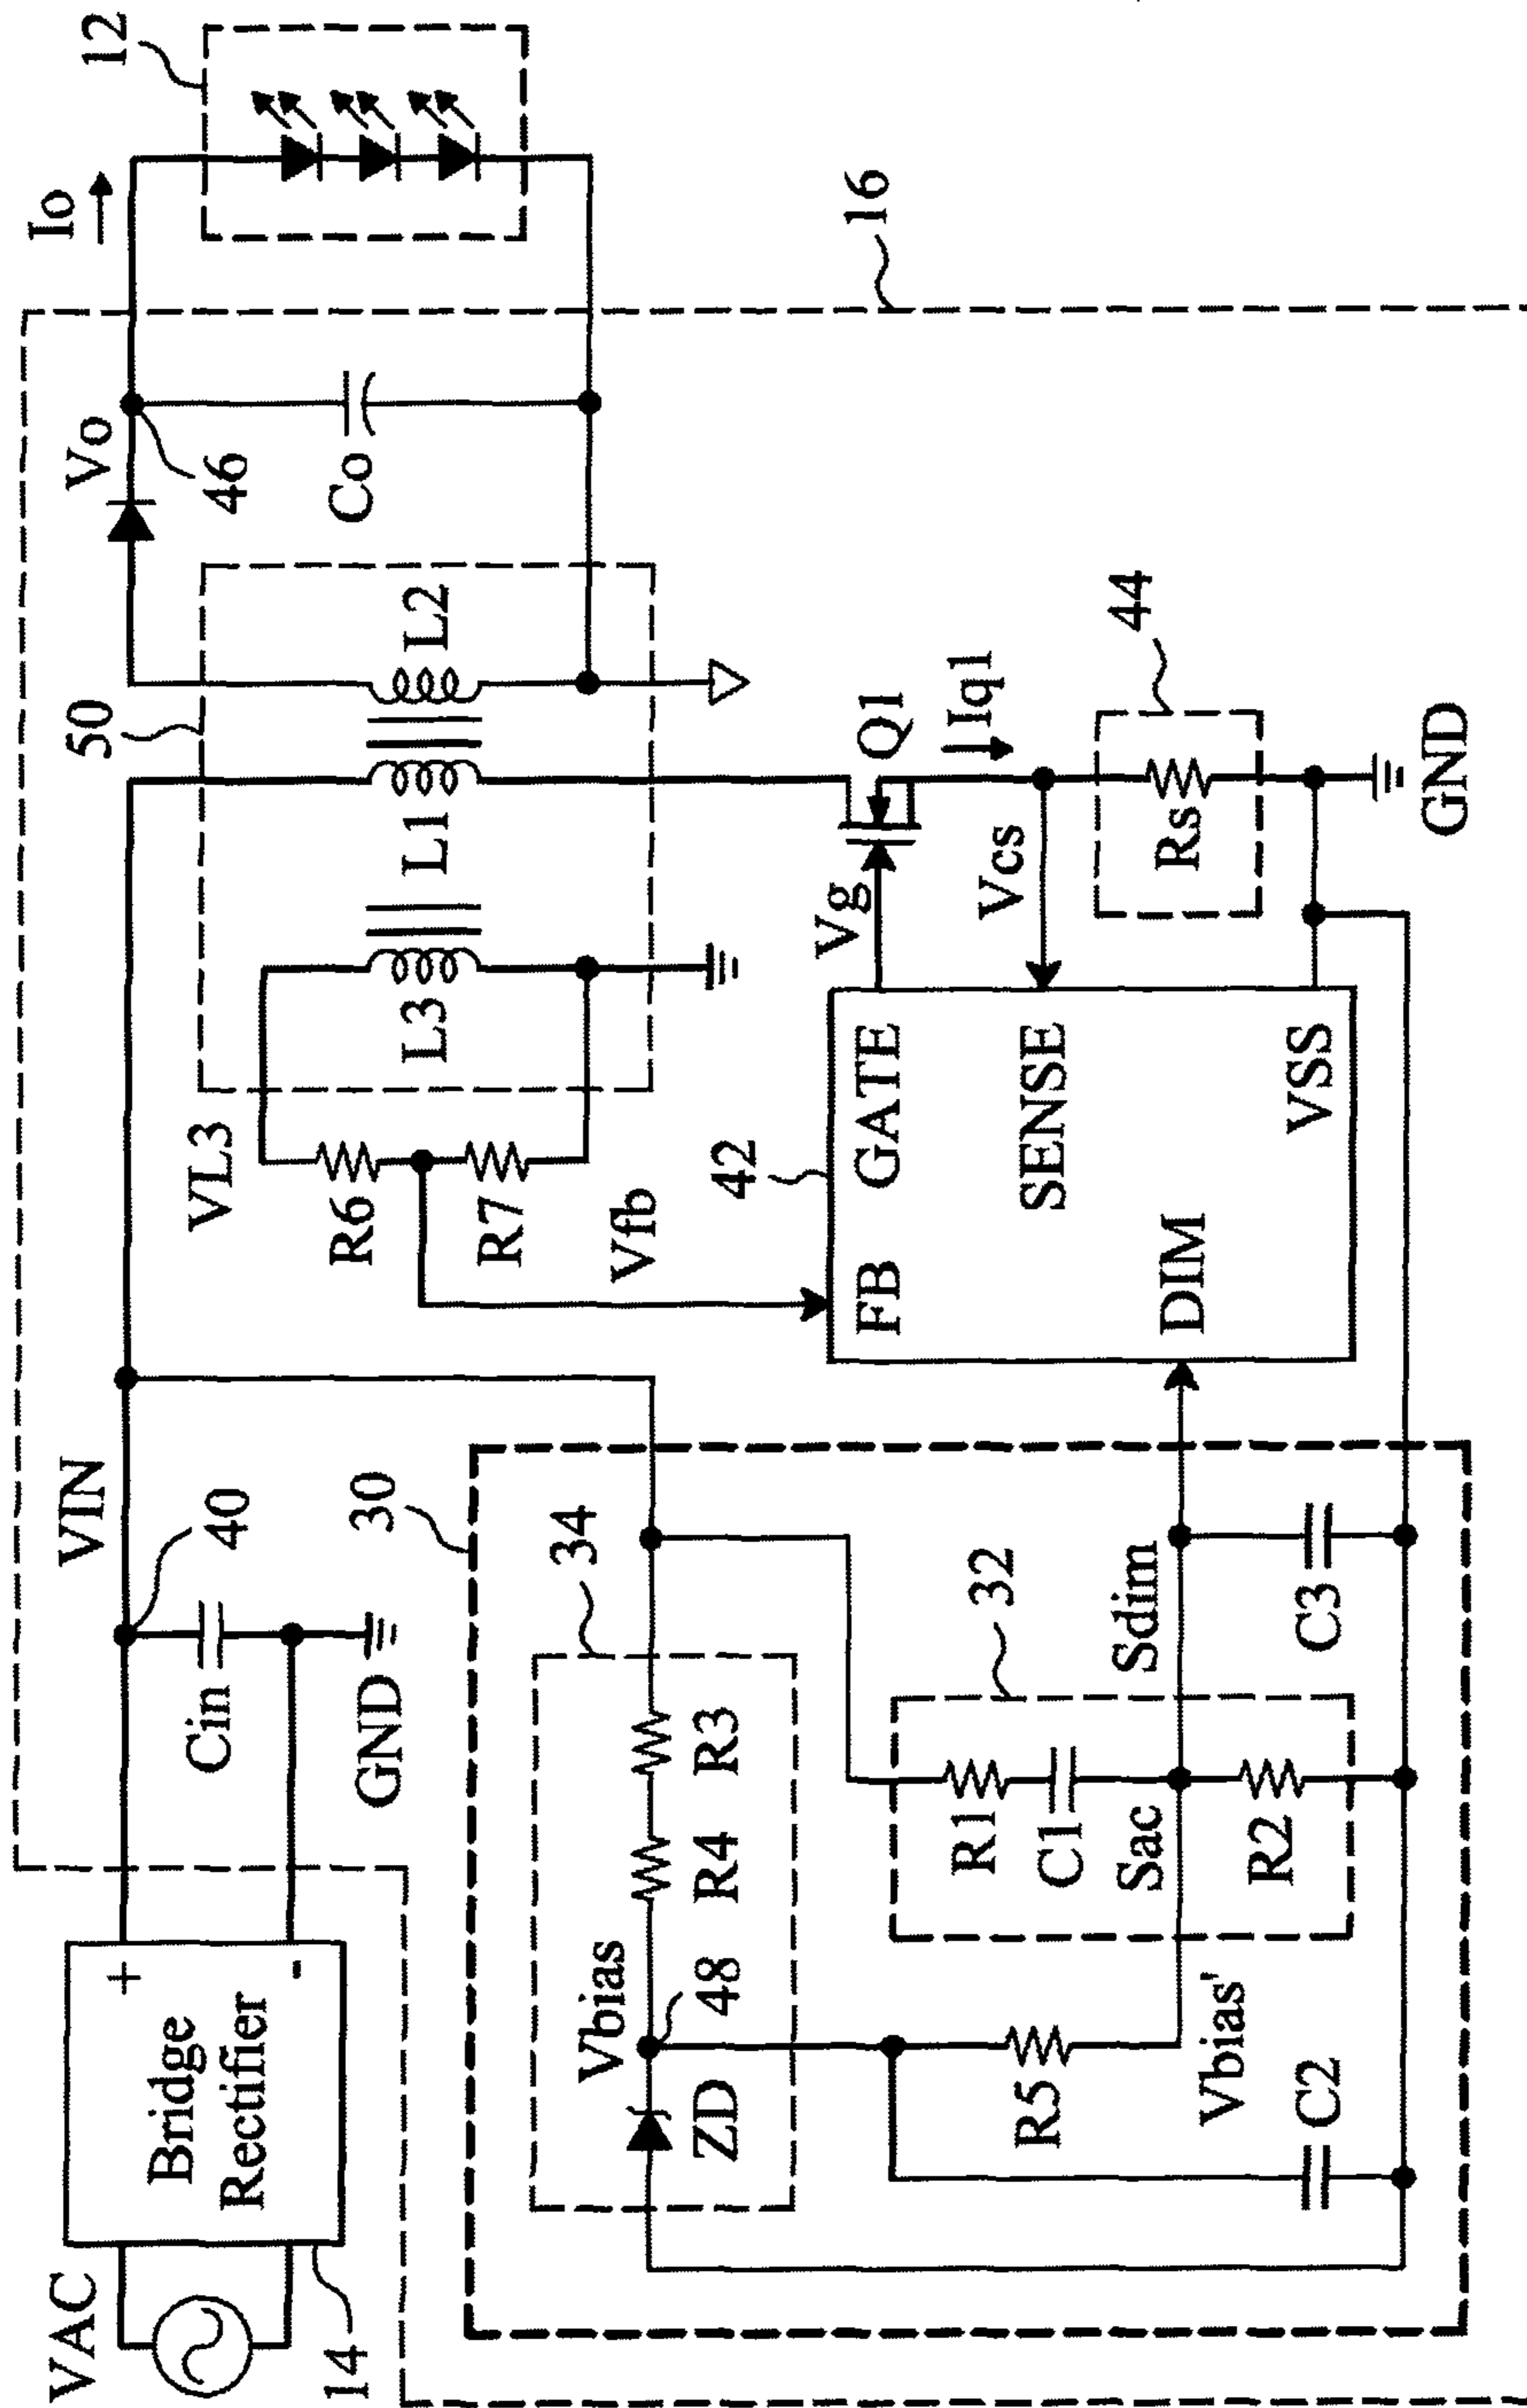 VAC
14
Bridge
Rectifier
+
-
VIN
40
Cin
GND
30
34
Vbias
48
ZD
R4
R3
32
R1
C1
Sac
R2
Sdim
C3
R5
Vbias'
C2
VL3
R6
R7
Vfb
50
L3
L1
L2
42
FB
GATE
SENSE
DIM
VSS
Vg
Q1
Iq1
Vcs
44
Rs
GND
Vo
46
Co
Io
12
16